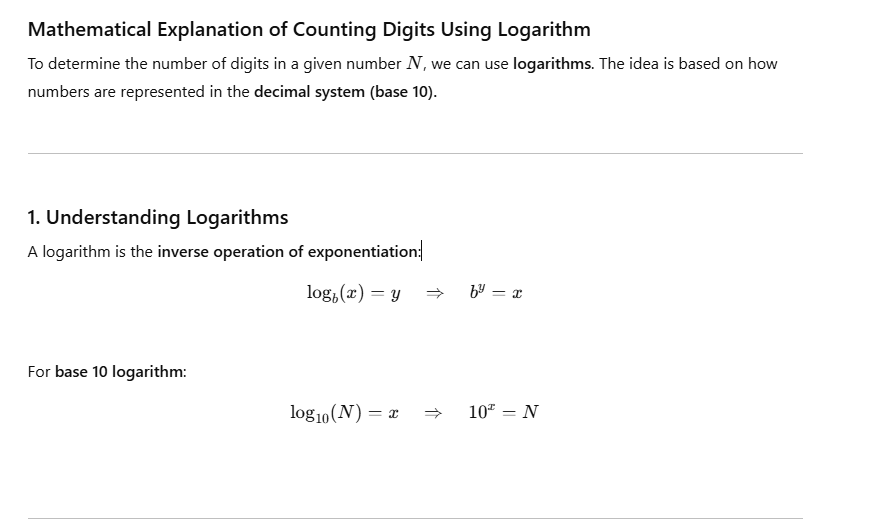 Mathematical Explanation of Counting Digits Using Logarithm
To determine the number of digits in a given number N, we can use logarithms. The idea is based on how
numbers are represented in the decimal system (base 10).
1. Understanding Logarithms
A logarithm is the inverse operation of exponentiation:
log_b(x) = y ⇒ b^y = x
For base 10 logarithm:
log₁₀(N) = x ⇒ 10^x = N